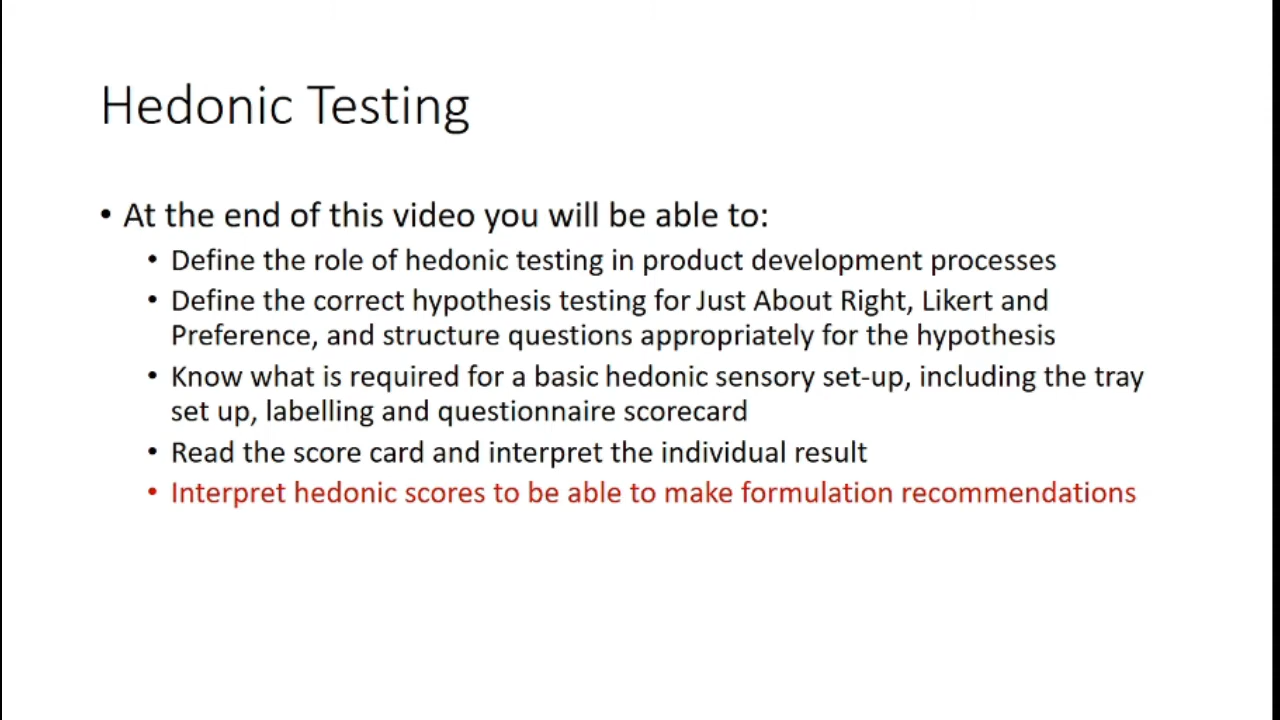 Hedonic Testing
• At the end of this video you will be able to:
• Define the role of hedonic testing in product development processes
• Define the correct hypothesis testing for Just About Right, Likert and
Preference, and structure questions appropriately for the hypothesis
• Know what is required for a basic hedonic sensory set-up, including the tray
set up, labelling and questionnaire scorecard
• Read the score card and interpret the individual result
• Interpret hedonic scores to be able to make formulation recommendations